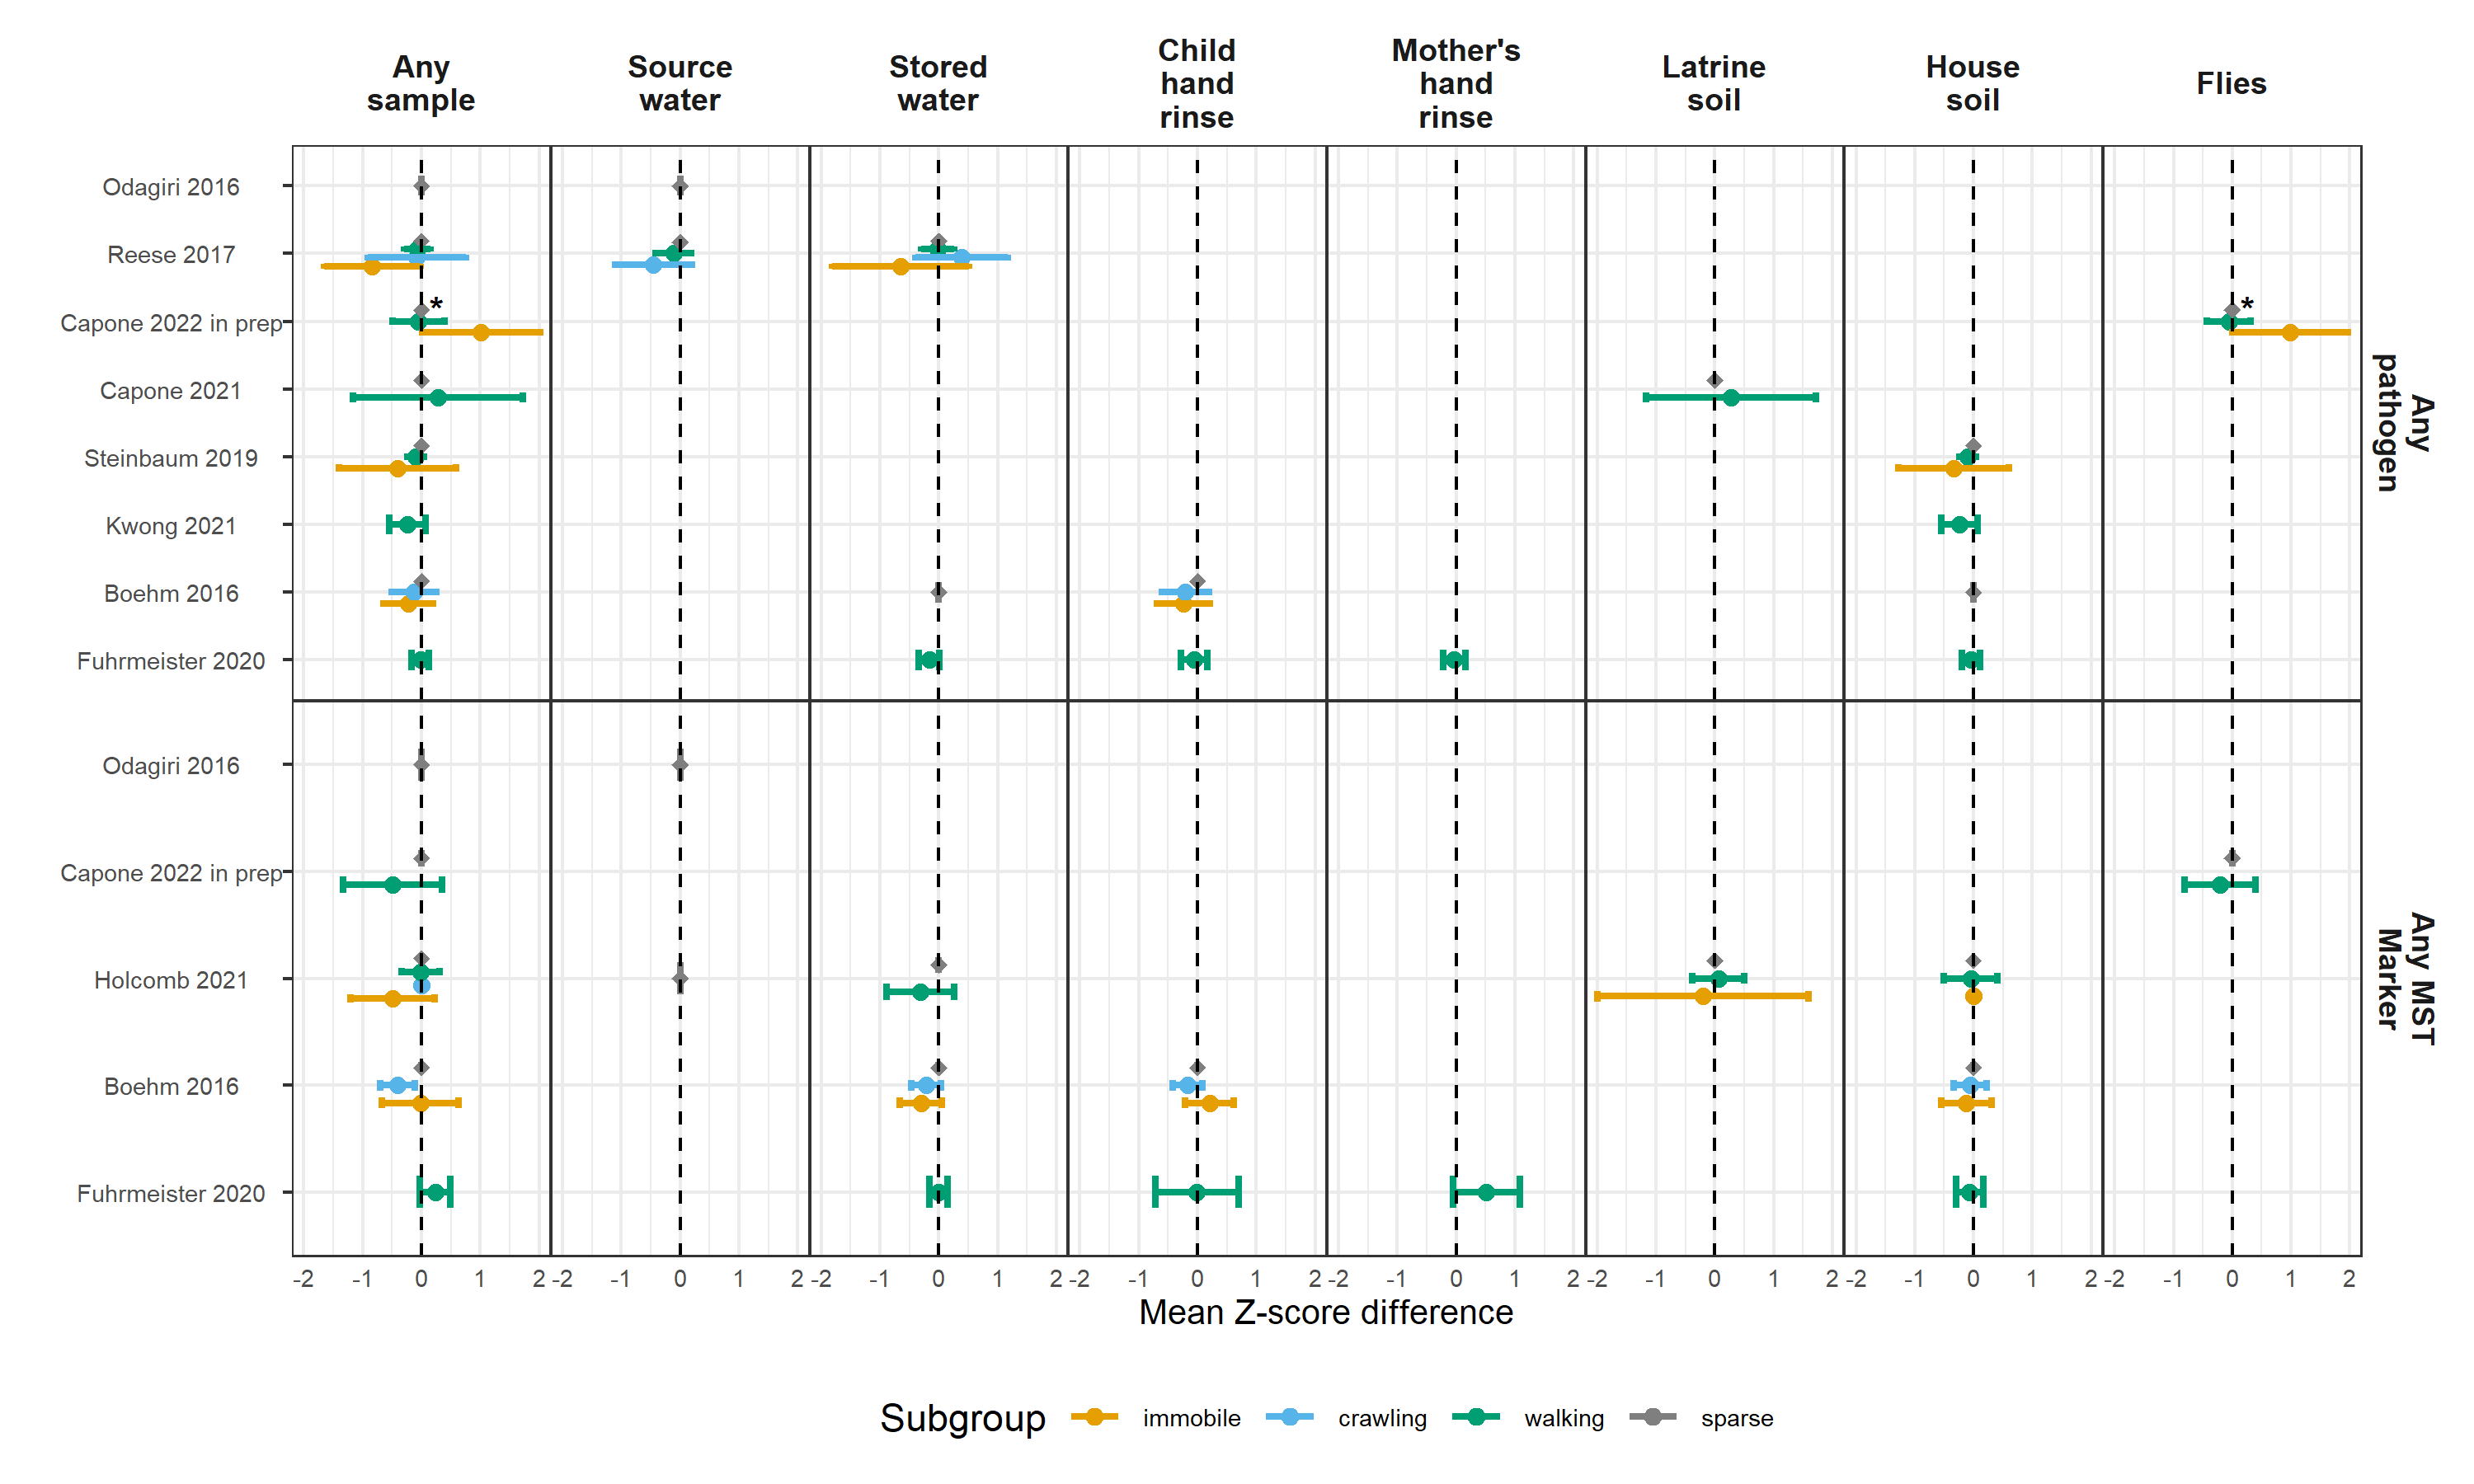 Any
sample
Source
water
Stored
water
Child
hand
rinse
Mother's
hand
rinse
Latrine
soil
House
soil
Flies
Odagiri 2016
Reese 2017
Capone 2022 in prep
Capone 2021
Steinbaum 2019
Kwong 2021
Boehm 2016
Fuhrmeister 2020
*
*
Any
pathogen
Odagiri 2016
Capone 2022 in prep
Holcomb 2021
Boehm 2016
Fuhrmeister 2020
Any MST
Marker
-2 -1 0 1 2 -2 -1 0 1 2 -2 -1 0 1 2 -2 -1 0 1 2 -2 -1 0 1 2 -2 -1 0 1 2 -2 -1 0 1 2 -2 -1 0 1 2
Mean Z-score difference
Subgroup immobile crawling walking sparse